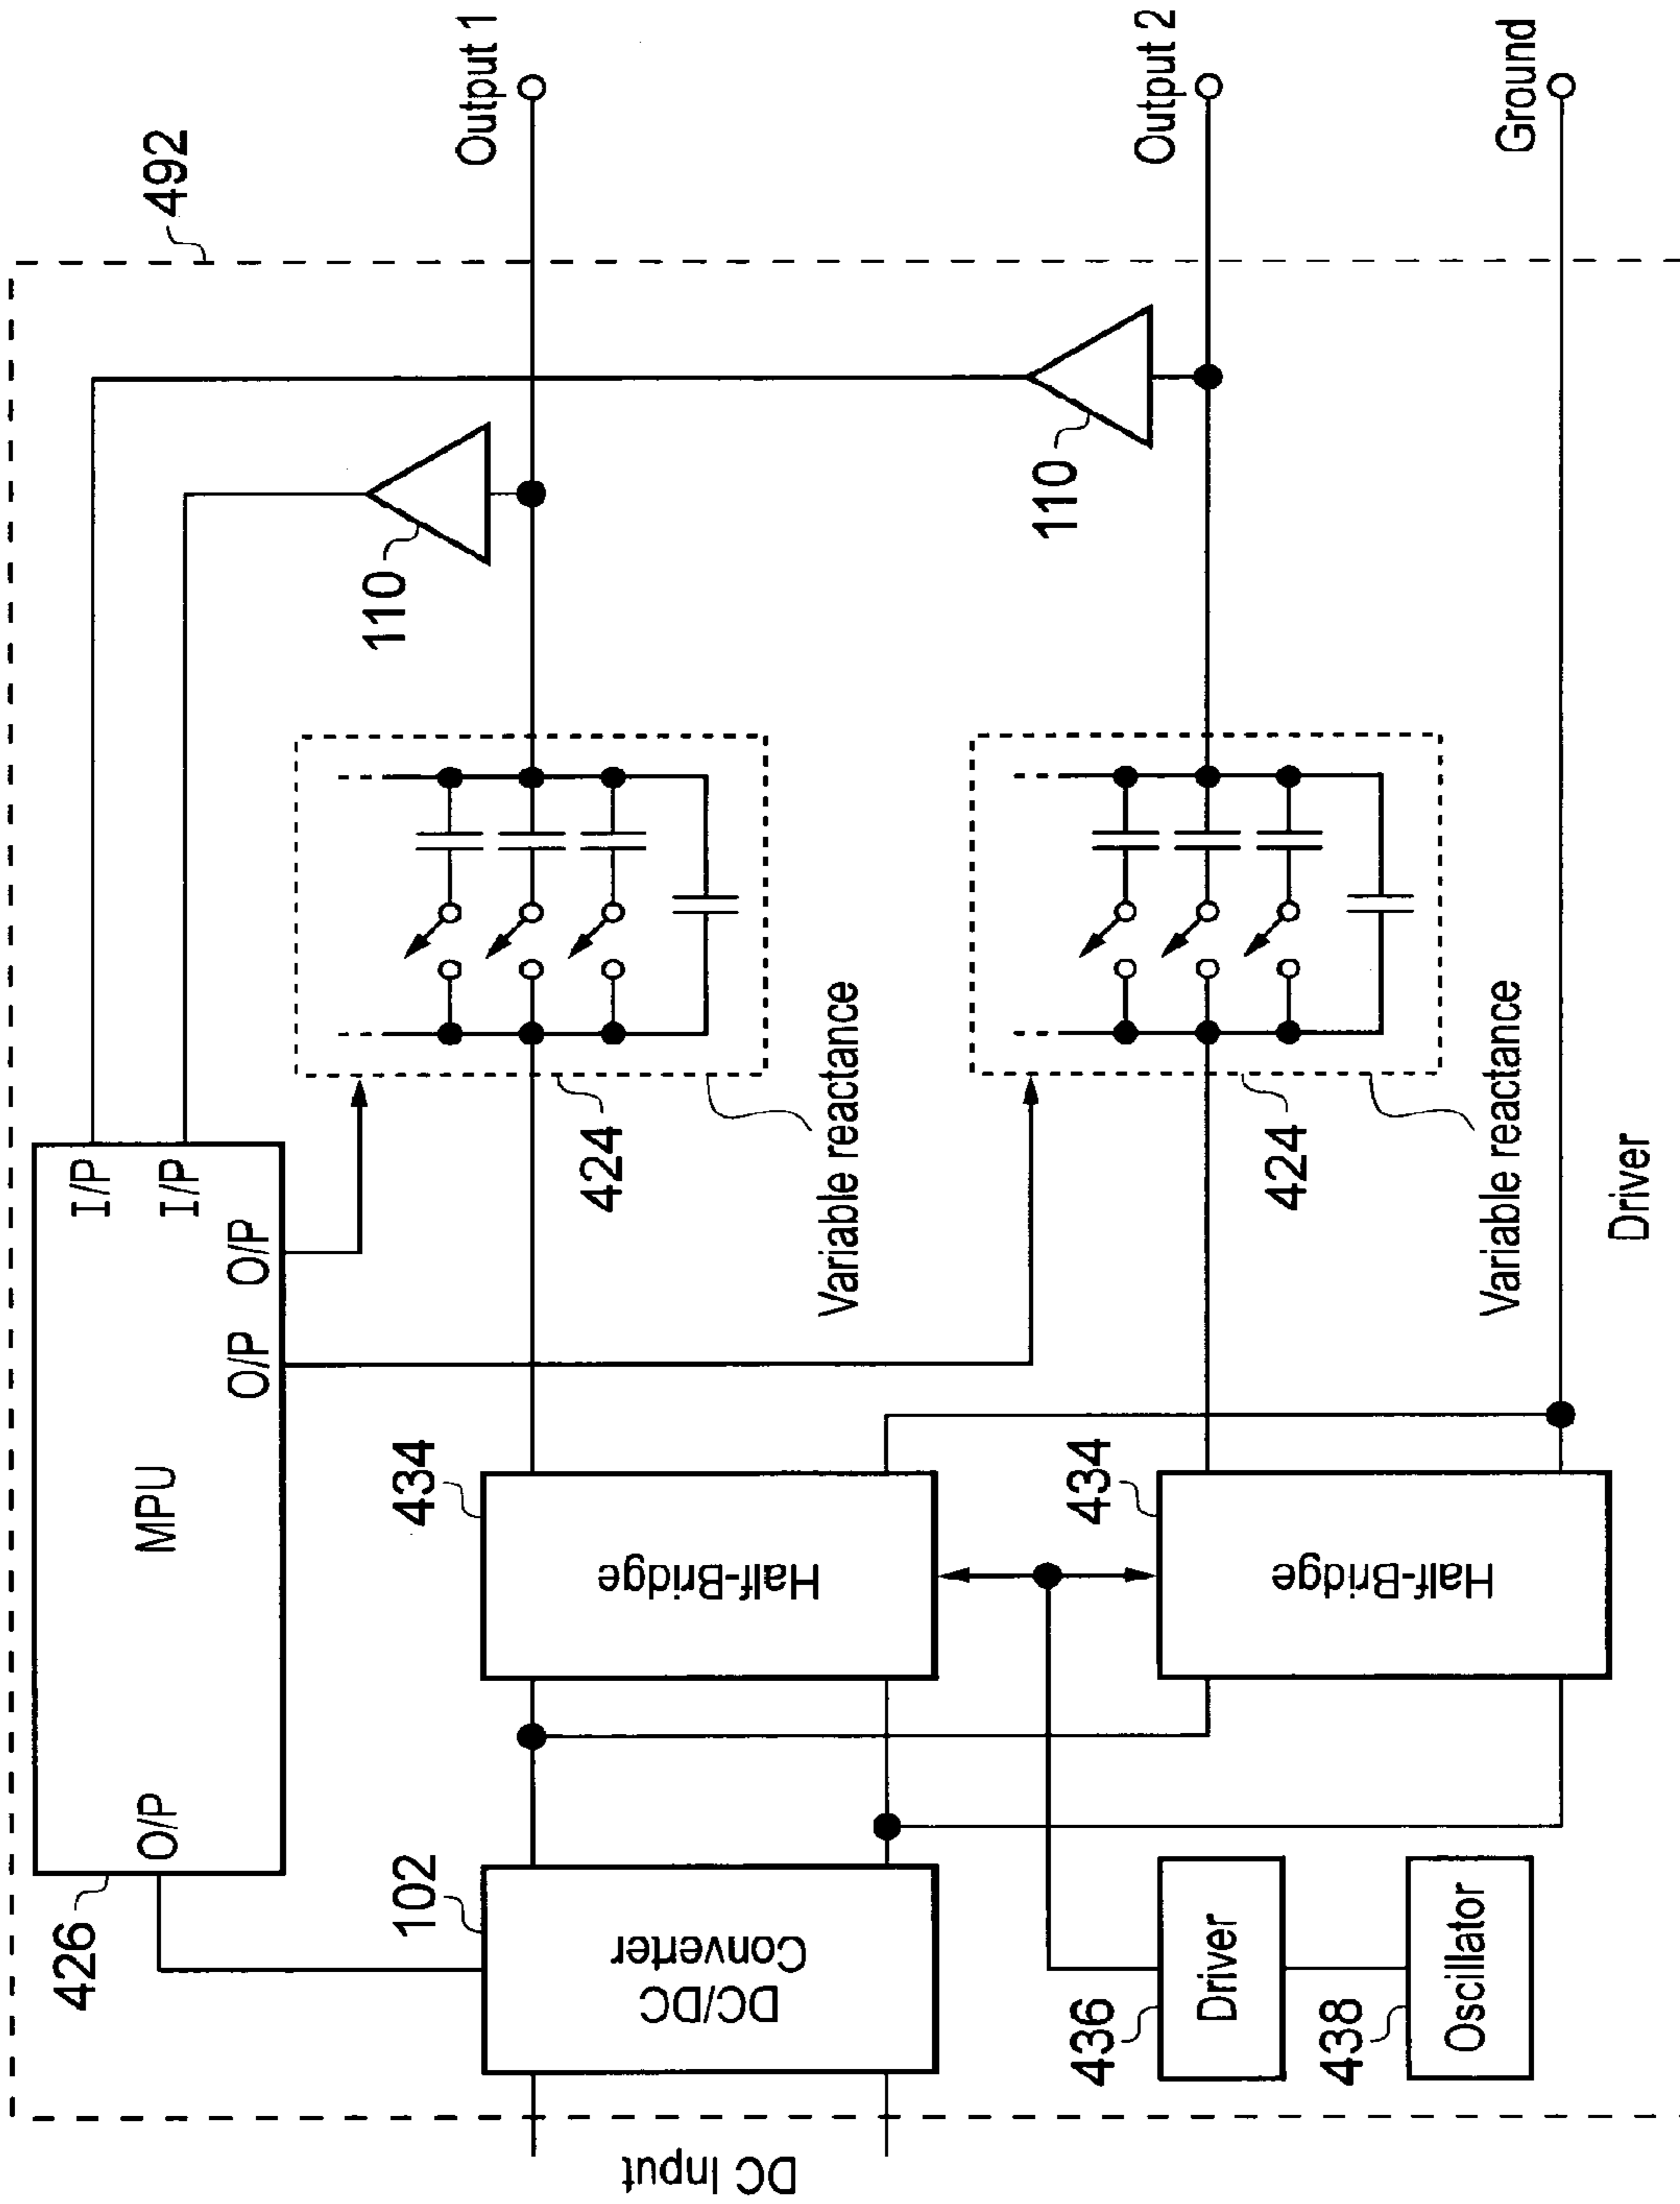 492
426
MPU
O/P
O/P
O/P
I/P
I/P
Output 1
110
102
DC/DC
Converter
434
Half-Bridge
424
Variable reactance
DC Input
Output 2
110
436
Driver
434
Half-Bridge
424
Variable reactance
438
Oscillator
Ground
Driver